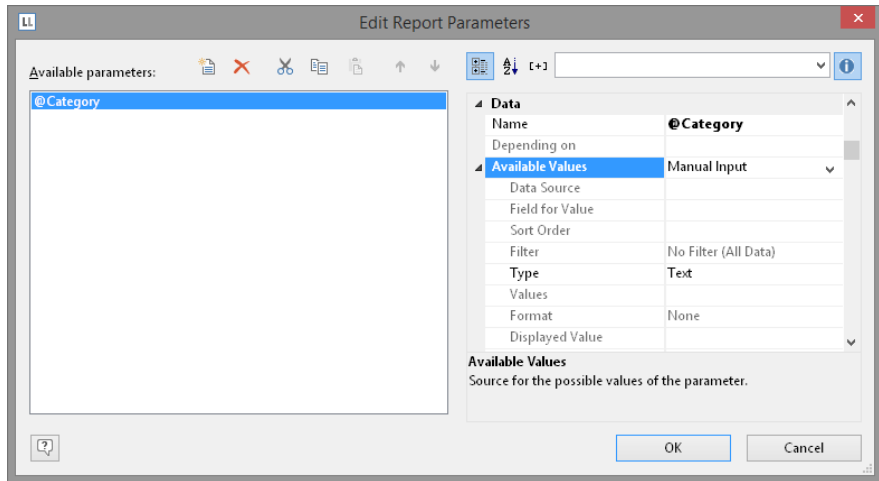 LL
Edit Report Parameters
Available parameters:
@Category
[+]
Data
Name @Category
Depending on
Available Values Manual Input
Data Source
Field for Value
Sort Order
Filter No Filter (All Data)
Type Text
Values
Format None
Displayed Value
Available Values
Source for the possible values of the parameter.
OK Cancel